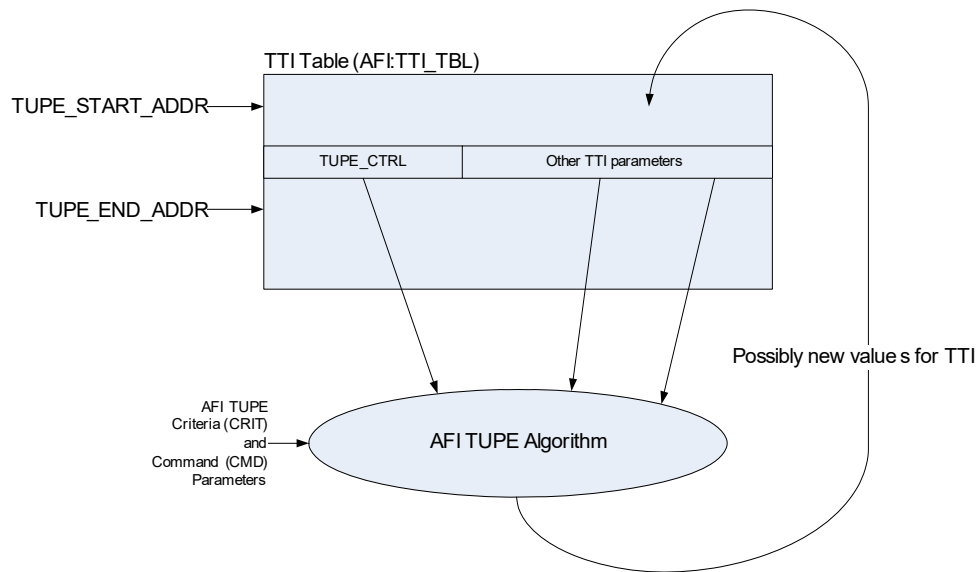 TTI Table (AFI:TTI_TBL)
TUPE_START_ADDR
TUPE_CTRL
Other TTI parameters
TUPE_END_ADDR
Possibly new values for TTI
AFI TUPE
Criteria (CRIT)
and
Command (CMD)
Parameters
AFI TUPE Algorithm